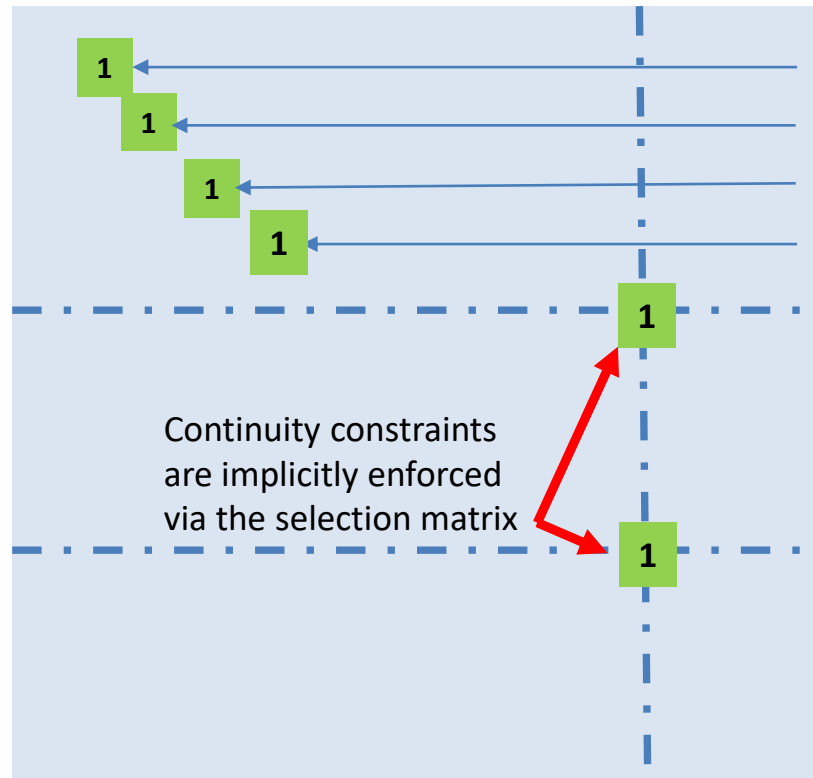 1
1
1
1
1
Continuity constraints
are implicitly enforced
via the selection matrix
1